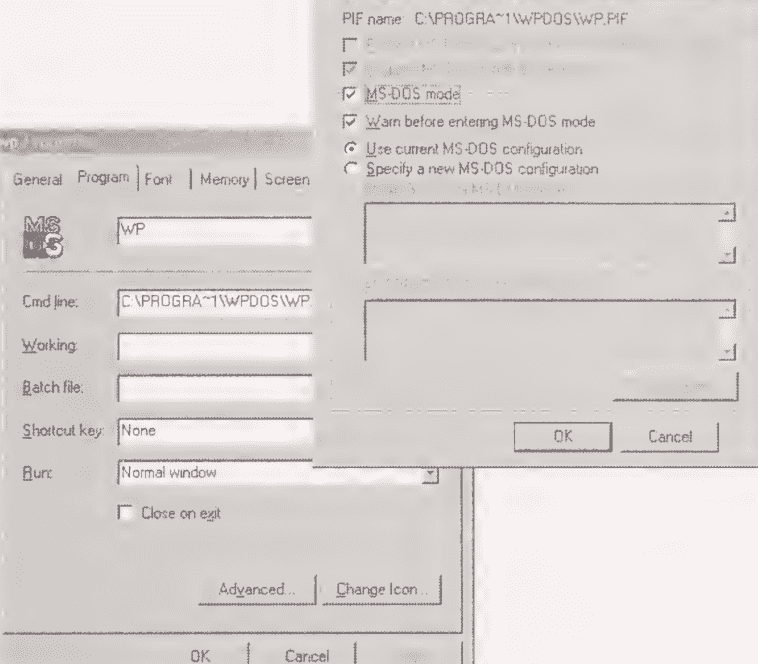 PIF name: C:\PROGRA~1\WPDOS\WP.PIF
MS-DOS mode
Warn before entering MS-DOS mode
Use current MS-DOS configuration
Specify a new MS-DOS configuration
OK Cancel
General Program Font Memory Screen
MS
WP
Cmd line: C:\PROGRA~1\WPDOS\WP.
Working:
Batch file:
Shortcut key: None
Run: Normal window
Close on exit
Advanced... Change Icon...
OK Cancel